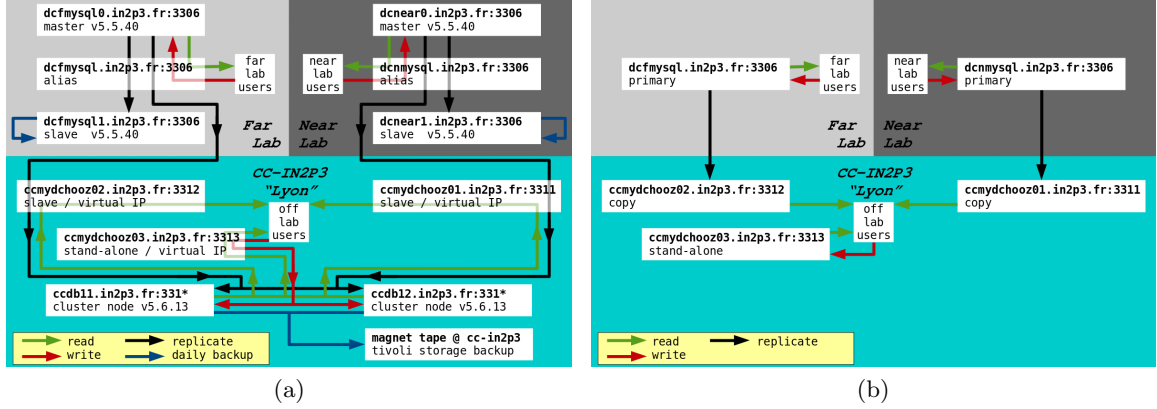 dcfmysql0.in2p3.fr:3306
master v5.5.40
dcnear0.in2p3.fr:3306
master v5.5.40
dcfmysql.in2p3.fr:3306
alias
far
lab
users
near
lab
users
dcnmysql.in2p3.fr:3306
alias
dcfmysql1.in2p3.fr:3306
slave v5.5.40
Far
Lab
Near
Lab
dcnear1.in2p3.fr:3306
slave v5.5.40
CC-IN2P3
"Lyon"
ccmydchooz02.in2p3.fr:3312
slave / virtual IP
ccmydchooz01.in2p3.fr:3311
slave / virtual IP
off
lab
users
ccmydchooz03.in2p3.fr:3313
stand-alone / virtual IP
ccdb11.in2p3.fr:331*
cluster node v5.6.13
ccdb12.in2p3.fr:331*
cluster node v5.6.13
magnet tape @ cc-in2p3
tivoli storage backup
read
replicate
write
daily backup
(a)
dcfmysql.in2p3.fr:3306
primary
far
lab
users
near
lab
users
dcnmysql.in2p3.fr:3306
primary
Far
Lab
Near
Lab
CC-IN2P3
"Lyon"
ccmydchooz02.in2p3.fr:3312
copy
ccmydchooz01.in2p3.fr:3311
copy
off
lab
users
ccmydchooz03.in2p3.fr:3313
stand-alone
read
replicate
write
(b)